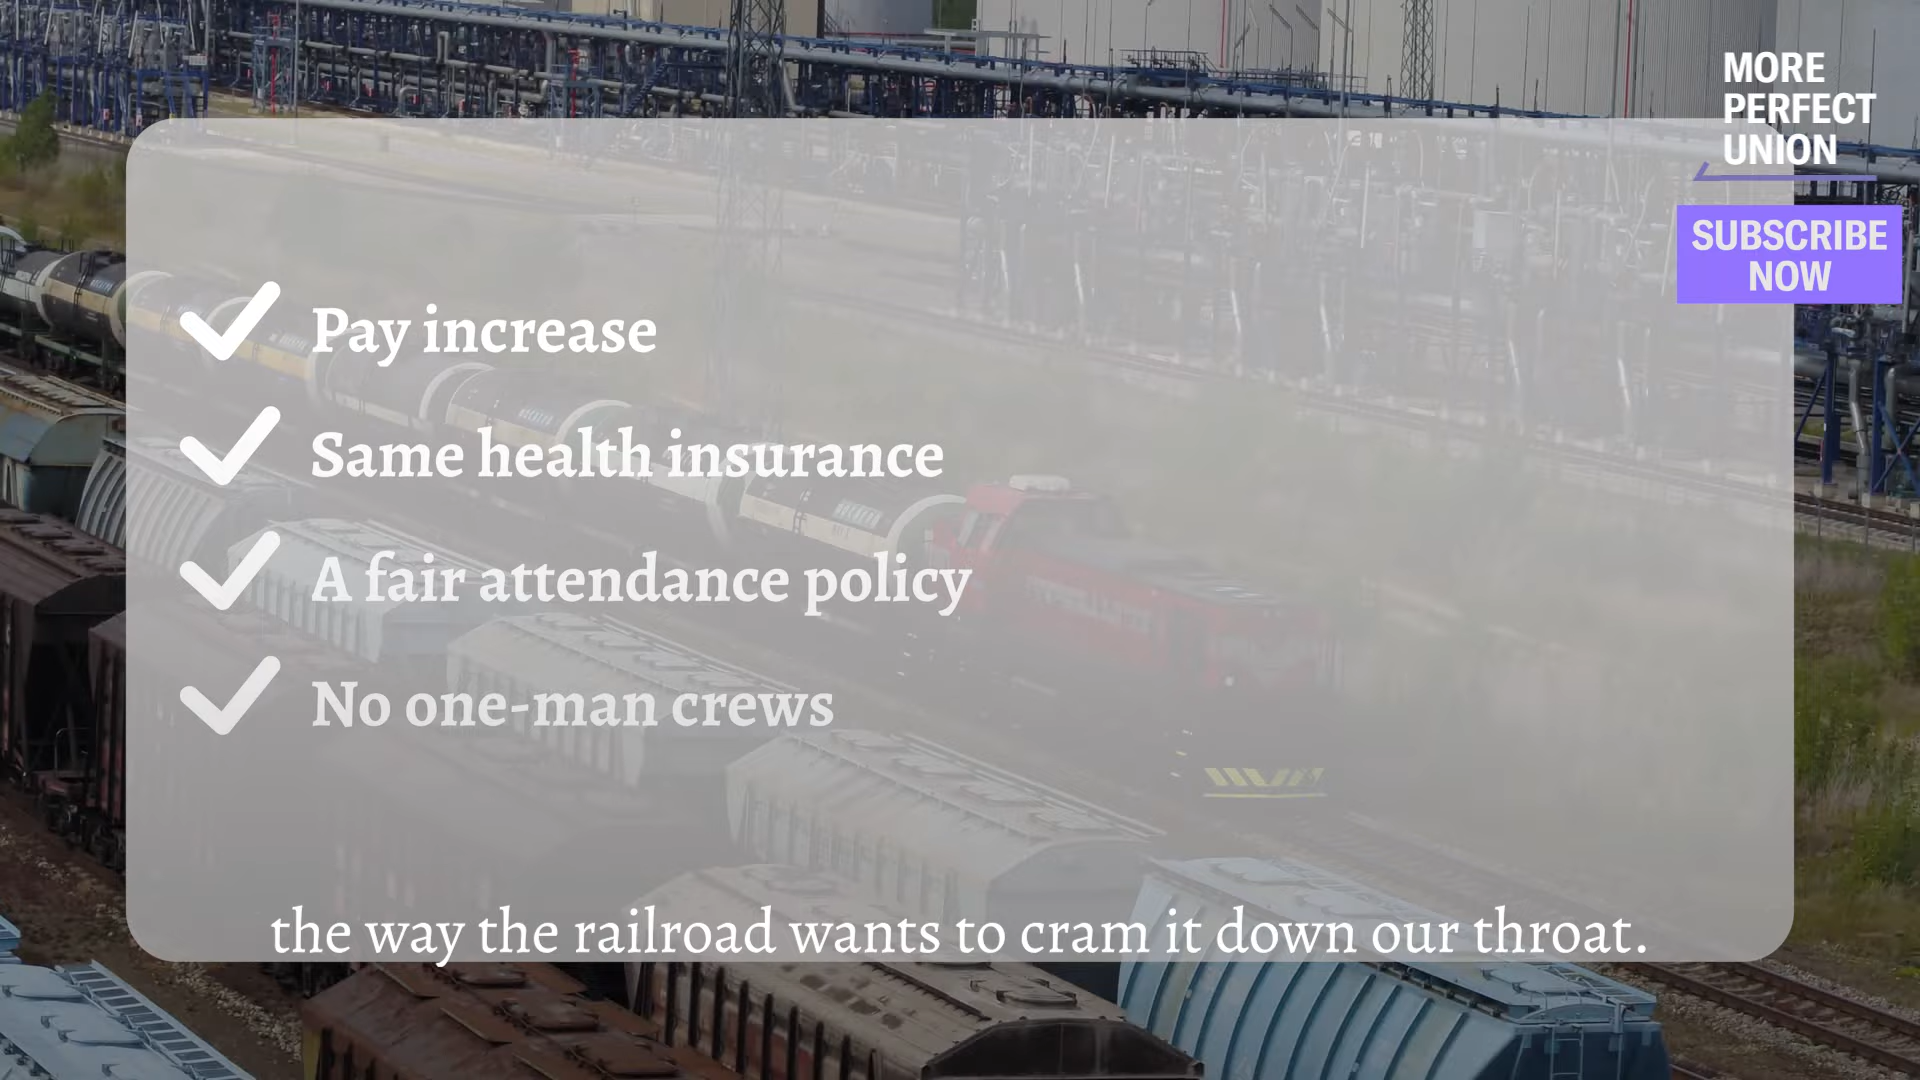 MORE
PERFECT
UNION
SUBSCRIBE
NOW
Pay increase
Same health insurance
A fair attendance policy
No one-man crews
the way the railroad wants to cram it down our throat.